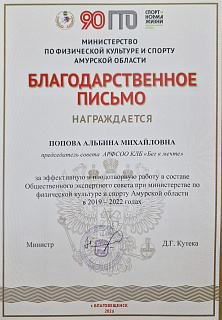 90 ГТО
СПОРТ-
НОРМА
ЖИЗНИ
МИНИСТЕРСТВО
ПО ФИЗИЧЕСКОЙ КУЛЬТУРЕ И СПОРТУ
АМУРСКОЙ ОБЛАСТИ
БЛАГОДАРСТВЕННОЕ
ПИСЬМО
НАГРАЖДАЕТСЯ
ПОПОВА АЛЬБИНА МИХАЙЛОВНА
председатель совета АРФСОО КЛБ «Бег к мечте»
за эффективную и плодотворную работу в составе
Общественного экспертного совета при министерстве по
физической культуре и спорту Амурской области
в 2019 – 2022 годах
Министр Д.Г. Кутека
г. БЛАГОВЕЩЕНСК